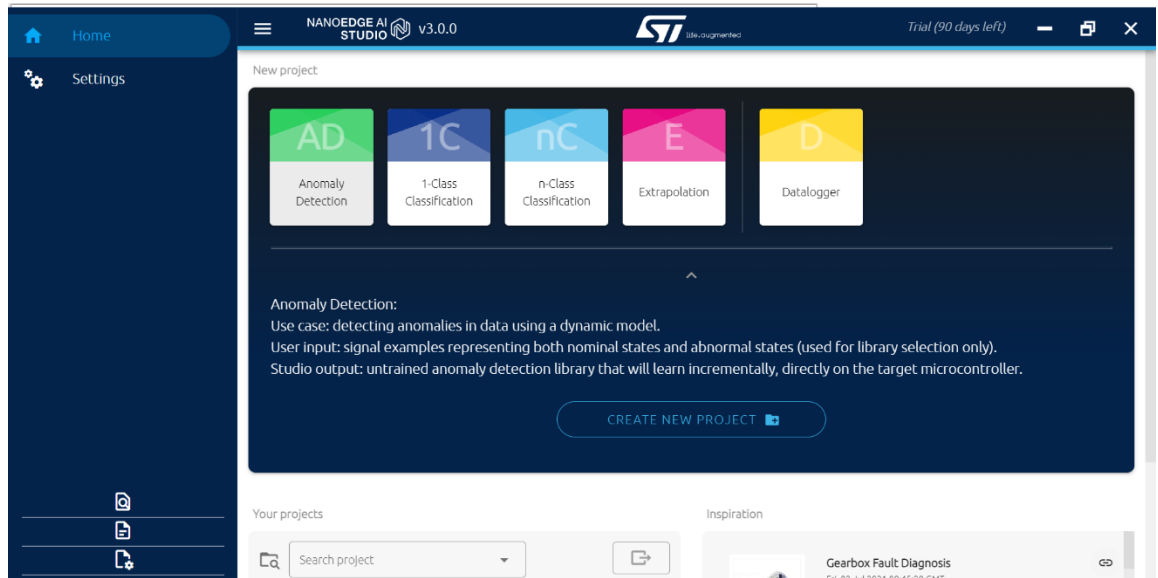 Home
Settings
NANOEDGE AI
STUDIO
v3.0.0
ST
life.augmented
Trial (90 days left)
New project
AD
Anomaly
Detection
1C
1-Class
Classification
nC
n-Class
Classification
E
Extrapolation
D
Datalogger
Anomaly Detection:
Use case: detecting anomalies in data using a dynamic model.
User input: signal examples representing both nominal states and abnormal states (used for library selection only).
Studio output: untrained anomaly detection library that will learn incrementally, directly on the target microcontroller.
CREATE NEW PROJECT
Your projects
Search project
Inspiration
Gearbox Fault Diagnosis